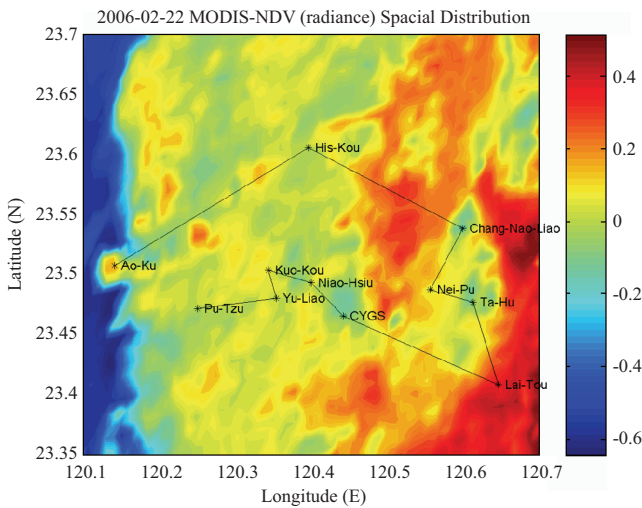 2006-02-22 MODIS-NDV (radiance) Spacial Distribution
23.7
23.65
23.6
23.55
23.5
23.45
23.4
23.35
Latitude (N)
His-Kou
Chang-Nao-Liao
Ao-Ku
Kuo-Kou
Niao-Hsiu
Nei-Pu
Yu-Liao
Ta-Hu
Pu-Tzu
CYGS
Lai-Tou
120.1 120.2 120.3 120.4 120.5 120.6 120.7
Longitude (E)
0.4
0.2
0
-0.2
-0.4
-0.6